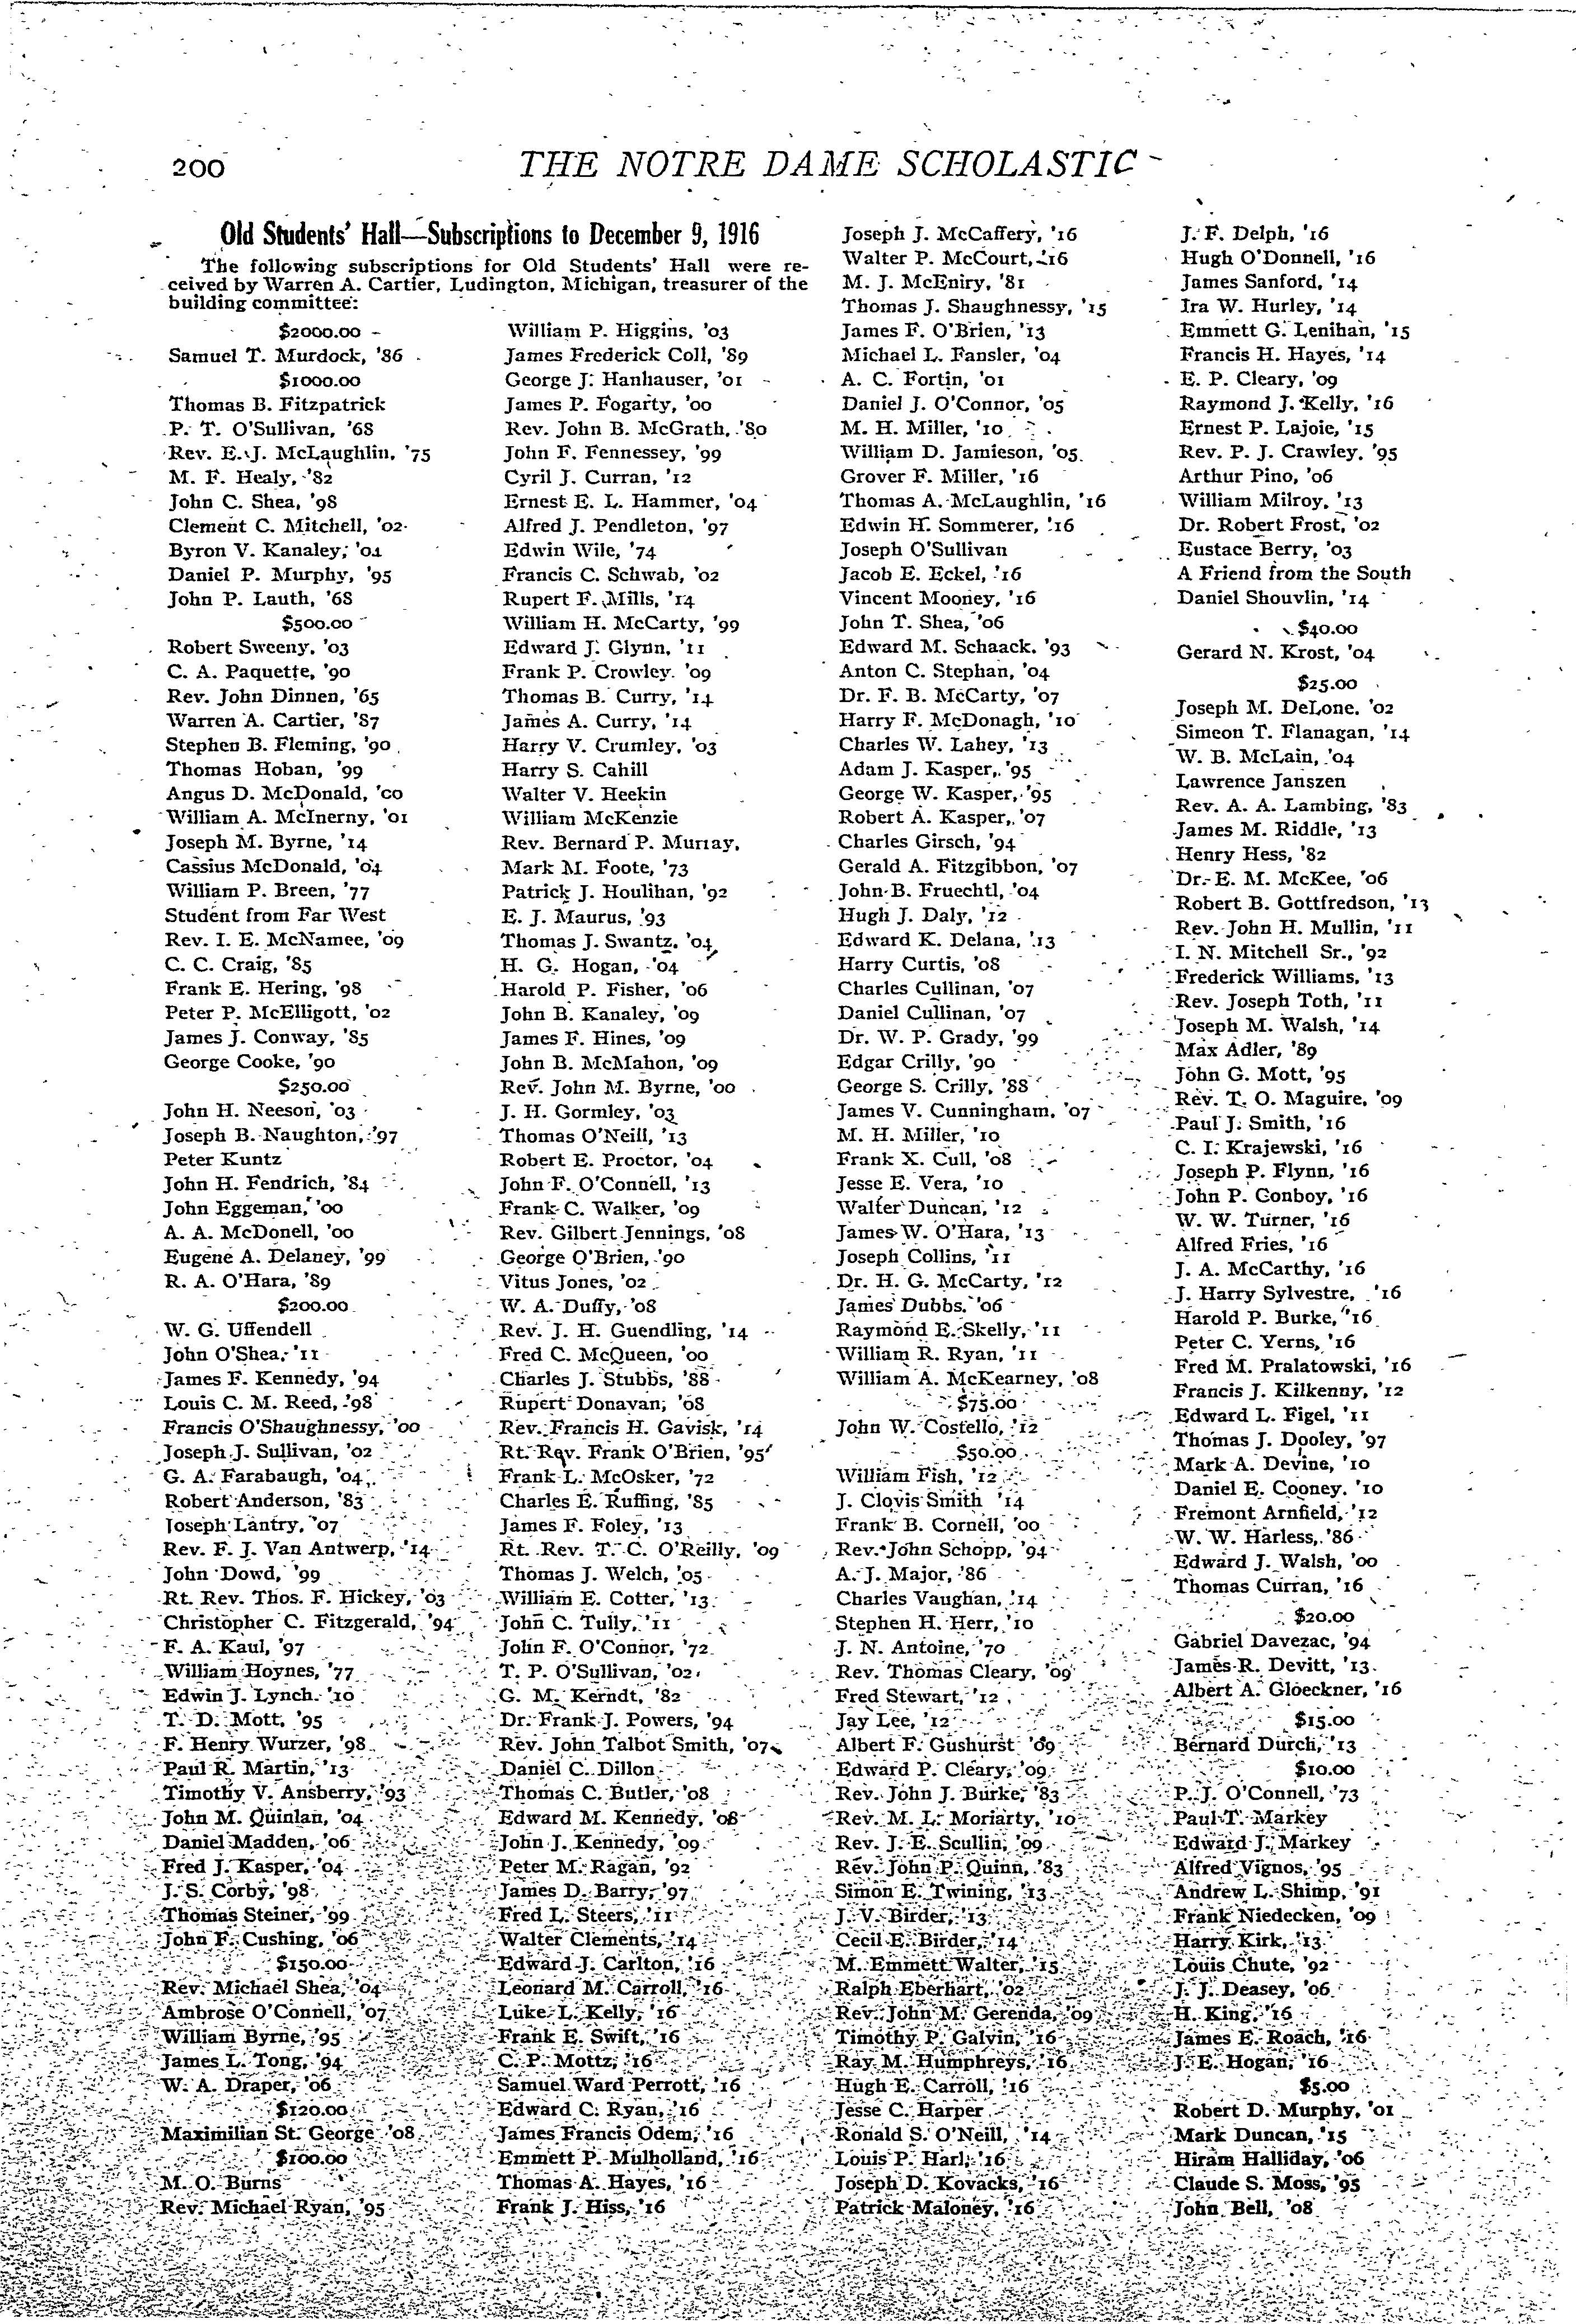 200
THE NOTRE DAME SCHOLASTIC
Old Students' Hall—Subscriptions to December 9, 1916
The following subscriptions for Old Students' Hall were re-
ceived by Warren A. Cartier, Ludington, Michigan, treasurer of the
building committee:
$2000.00
Samuel T. Murdock, '86
$1000.00
Thomas B. Fitzpatrick
P. T. O'Sullivan, '68
Rev. E. J. McLaughlin, '75
M. F. Healy, '82
John C. Shea, '98
Clement C. Mitchell, '02
Byron V. Kanaley, '04
Daniel P. Murphy, '95
John P. Lauth, '68
$500.00
Robert Sweeny, '03
C. A. Paquette, '90
Rev. John Dinnen, '65
Warren A. Cartier, '87
Stephen B. Fleming, '90
Thomas Hoban, '99
Angus D. McDonald, '00
William A. McInerny, '01
Joseph M. Byrne, '14
Cassius McDonald, '04
William P. Breen, '77
Student from Far West
Rev. I. E. McNamee, '09
C. C. Craig, '85
Frank E. Hering, '98
Peter P. McElligott, '02
James J. Conway, '85
George Cooke, '90
$250.00
John H. Neeson, '03
Joseph B. Naughton, '97
Peter Kuntz
John H. Fendrich, '84
John Eggeman, '00
A. A. McDonell, '00
Eugene A. Delaney, '99
R. A. O'Hara, '89
$200.00
W. G. Uffendell
John O'Shea, '11
James F. Kennedy, '94
Louis C. M. Reed, '98
Francis O'Shaughnessy, '00
Joseph J. Sullivan, '02
G. A. Farabaugh, '04
Robert Anderson, '83
Joseph Lantry, '07
Rev. F. J. Van Antwerp, '14
John Dowd, '99
Rt. Rev. Thos. F. Hickey, '03
Christopher C. Fitzgerald, '94
F. A. Kaul, '97
William Hoynes, '77
Edwin J. Lynch. '10
T. D. Mott, '95
F. Henry Wurzer, '98
Paul R. Martin, '13
Timothy V. Ansberry, '93
John M. Quinlan, '04
Daniel Madden, '06
Fred J. Kasper, '04
J. S. Corby, '98
Thomas Steiner, '99
John F. Cushing, '06
$150.00
Rev. Michael Shea, '04
Ambrose O'Connell, '07
William Byrne, '95
James L. Tong, '94
W. A. Draper, '06
$120.00
Maximilian St. George '08
$100.00
M. O. Burns
Rev. Michael Ryan, '95
William P. Higgins, '03
James Frederick Coll, '89
George J. Hanhauser, '01
James P. Fogarty, '00
Rev. John B. McGrath, '80
John F. Fennessey, '99
Cyril J. Curran, '12
Ernest E. L. Hammer, '04
Alfred J. Pendleton, '97
Edwin Wile, '74
Francis C. Schwab, '02
Rupert F. Mills, '14
William H. McCarty, '99
Edward J. Glynn, '11
Frank P. Crowley. '09
Thomas B. Curry, '14
James A. Curry, '14
Harry V. Crumley, '03
Harry S. Cahill
Walter V. Heekin
William McKenzie
Rev. Bernard P. Murray,
Mark M. Foote, '73
Patrick J. Houlihan, '92
E. J. Maurus, '93
Thomas J. Swantz, '04
H. G. Hogan, '04
Harold P. Fisher, '06
John B. Kanaley, '09
James F. Hines, '09
John B. McMahon, '09
Rev. John M. Byrne, '00
J. H. Gormley, '03
Thomas O'Neill, '13
Robert E. Proctor, '04
John F. O'Connell, '13
Frank C. Walker, '09
Rev. Gilbert Jennings, '08
George O'Brien, '90
Vitus Jones, '02
W. A. Duffy, '08
Rev. J. H. Guendling, '14
Fred C. McQueen, '00
Charles J. Stubbs, '88
Rupert Donavan, '08
Rev. Francis H. Gavisk, '14
Rt. Rev. Frank O'Brien, '95
Frank L. McOsker, '72
Charles E. Ruffing, '85
James F. Foley, '13
Rt. Rev. T. C. O'Reilly, '09
Thomas J. Welch, '05
William E. Cotter, '13
John C. Tully, '11
John F. O'Connor, '72
T. P. O'Sullivan, '02
G. M. Kerndt, '82
Dr. Frank J. Powers, '94
Rev. John Talbot Smith, '07
Daniel C. Dillon
Thomas C. Butler, '08
Edward M. Kennedy, '08
John J. Kennedy, '09
Peter M. Ragan, '92
James D. Barry, '97
Fred L. Steers, '11
Walter Clements, '14
Edward J. Carlton, '16
Leonard M. Carroll, '16
Luke L. Kelly, '16
Frank E. Swift, '16
C. P. Mottz, '16
Samuel Ward Perrott, '16
Edward C. Ryan, '16
James Francis Odem, '16
Emmett P. Mulholland, '16
Thomas A. Hayes, '16
Frank J. Hiss, '16
Joseph J. McCaffery, '16
Walter P. McCourt, '16
M. J. McEniry, '81
Thomas J. Shaughnessy, '15
James F. O'Brien, '13
Michael L. Fansler, '04
A. C. Fortin, '01
Daniel J. O'Connor, '05
M. H. Miller, '10
William D. Jamieson, '05
Grover F. Miller, '16
Thomas A. McLaughlin, '16
Edwin H. Sommerer, '16
Joseph O'Sullivan
Jacob E. Eckel, '16
Vincent Mooney, '16
John T. Shea, '06
Edward M. Schaack. '93
Anton C. Stephan, '04
Dr. F. B. McCarty, '07
Harry F. McDonagh, '10
Charles W. Lahey, '13
Adam J. Kasper, '95
George W. Kasper, '95
Robert A. Kasper, '07
Charles Girsch, '94
Gerald A. Fitzgibbon, '07
John B. Fruechtl, '04
Hugh J. Daly, '12
Edward K. Delana, '13
Harry Curtis, '08
Charles Cullinan, '07
Daniel Cullinan, '07
Dr. W. P. Grady, '99
Edgar Crilly, '90
George S. Crilly, '88
James V. Cunningham, '07
M. H. Miller, '10
Frank X. Cull, '08
Jesse E. Vera, '10
Walter Duncan, '12
James W. O'Hara, '13
Joseph Collins, '11
Dr. H. G. McCarty, '12
James Dubbs. '06
Raymond E. Skelly, '11
William R. Ryan, '11
William A. McKearney, '08
$75.00
John W. Costello, '12
$50.00
William Fish, '12
J. Clovis Smith '14
Frank B. Cornell, '00
Rev. John Schopp, '94
A. J. Major, '86
Charles Vaughan, '14
Stephen H. Herr, '10
J. N. Antoine, '70
Rev. Thomas Cleary, '09
Fred Stewart, '12
Jay Lee, '12
Albert F. Gushurst '09
Edward P. Cleary, '09
Rev. John J. Burke, '83
Rev. M. L. Moriarty, '10
Rev. J. E. Scullin, '09
Rev. John P. Quinn, '83
Simon E. Twining, '13
J. V. Birder, '13
Cecil E. Birder, '14
M. Emmett Walter, '15
Ralph Eberhart, '02
Rev. John M. Gerenda, '09
Timothy P. Galvin, '16
Ray M. Humphreys, '16
Hugh E. Carroll, '16
Jesse C. Harper
Ronald S. O'Neill, '14
Louis P. Harl, '16
Joseph D. Kovacks, '16
Patrick Maloney, '16
J. F. Delph, '16
Hugh O'Donnell, '16
James Sanford, '14
Ira W. Hurley, '14
Emmett G. Lenihan, '15
Francis H. Hayes, '14
E. P. Cleary, '09
Raymond J. Kelly, '16
Ernest P. Lajoie, '15
Rev. P. J. Crawley, '95
Arthur Pino, '06
William Milroy, '13
Dr. Robert Frost, '02
Eustace Berry, '03
A Friend from the South
Daniel Shouvlin, '14
$40.00
Gerard N. Krost, '04
$25.00
Joseph M. DeLone. '02
Simeon T. Flanagan, '14
W. B. McLain, '04
Lawrence Janszen
Rev. A. A. Lambing, '83
James M. Riddle, '13
Henry Hess, '82
Dr. E. M. McKee, '06
Robert B. Gottfredson, '13
Rev. John H. Mullin, '11
I. N. Mitchell Sr., '92
Frederick Williams, '13
Rev. Joseph Toth, '11
Joseph M. Walsh, '14
Max Adler, '89
John G. Mott, '95
Rev. T. O. Maguire, '09
Paul J. Smith, '16
C. I. Krajewski, '16
Joseph P. Flynn, '16
John P. Conboy, '16
W. W. Turner, '16
Alfred Fries, '16
J. A. McCarthy, '16
J. Harry Sylvestre, '16
Harold P. Burke, '16
Peter C. Yerns, '16
Fred M. Pralatowski, '16
Francis J. Kilkenny, '12
Edward L. Figel, '11
Thomas J. Dooley, '97
Mark A. Devine, '10
Daniel E. Cooney. '10
Fremont Arnfield, '12
W. W. Harless, '86
Edward J. Walsh, '00
Thomas Curran, '16
$20.00
Gabriel Davezac, '94
James R. Devitt, '13
Albert A. Gloeckner, '16
$15.00
Bernard Durch, '13
$10.00
P. J. O'Connell, '73
Paul T. Markey
Edward J. Markey
Alfred Vignos, '95
Andrew L. Shimp, '91
Frank Niedecken, '09
Harry Kirk, '13
Louis Chute, '92
J. J. Deasey, '06
H. King, '16
James E. Roach, '16
J. E. Hogan, '16
$5.00
Robert D. Murphy, '01
Mark Duncan, '15
Hiram Halliday, '06
Claude S. Moss, '95
John Bell, '08